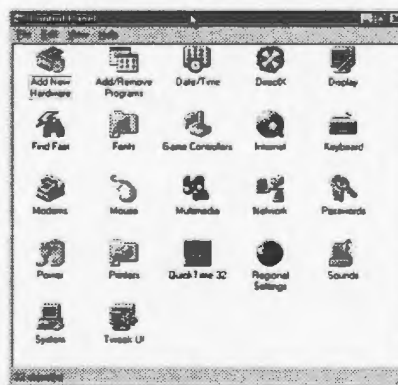 Control Panel
File Edit View Help
Add New Hardware
Add/Remove Programs
Date/Time
DirectX
Display
Find Fast
Fonts
Game Controllers
Internet
Keyboard
Modems
Mouse
Multimedia
Network
Passwords
Power
Printers
QuickTime 32
Regional Settings
Sounds
System
Tweak UI